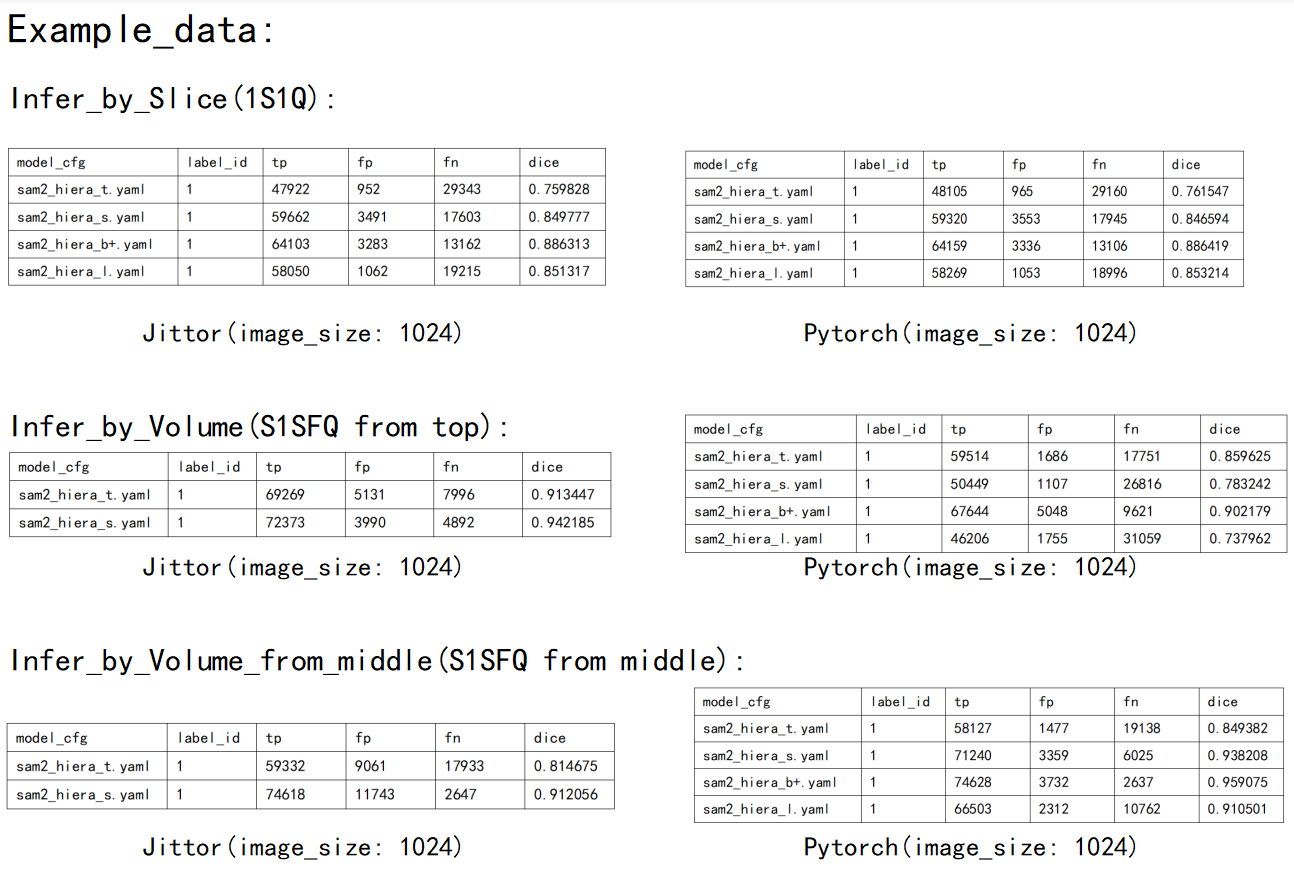 Example_data:
Infer_by_Slice(1S1Q):
model_cfg label_id tp fp fn dice
sam2_hiera_t.yaml 1 47922 952 29343 0.759828
sam2_hiera_s.yaml 1 59662 3491 17603 0.849777
sam2_hiera_b+.yaml 1 64103 3283 13162 0.886313
sam2_hiera_l.yaml 1 58050 1062 19215 0.851317
Jittor(image_size: 1024)
model_cfg label_id tp fp fn dice
sam2_hiera_t.yaml 1 48105 965 29160 0.761547
sam2_hiera_s.yaml 1 59320 3553 17945 0.846594
sam2_hiera_b+.yaml 1 64159 3336 13106 0.886419
sam2_hiera_l.yaml 1 58269 1053 18996 0.853214
Pytorch(image_size: 1024)
Infer_by_Volume(S1SFQ from top):
model_cfg label_id tp fp fn dice
sam2_hiera_t.yaml 1 69269 5131 7996 0.913447
sam2_hiera_s.yaml 1 72373 3990 4892 0.942185
Jittor(image_size: 1024)
model_cfg label_id tp fp fn dice
sam2_hiera_t.yaml 1 59514 1686 17751 0.859625
sam2_hiera_s.yaml 1 50449 1107 26816 0.783242
sam2_hiera_b+.yaml 1 67644 5048 9621 0.902179
sam2_hiera_l.yaml 1 46206 1755 31059 0.737962
Pytorch(image_size: 1024)
Infer_by_Volume_from_middle(S1SFQ from middle):
model_cfg label_id tp fp fn dice
sam2_hiera_t.yaml 1 59332 9061 17933 0.814675
sam2_hiera_s.yaml 1 74618 11743 2647 0.912056
Jittor(image_size: 1024)
model_cfg label_id tp fp fn dice
sam2_hiera_t.yaml 1 58127 1477 19138 0.849382
sam2_hiera_s.yaml 1 71240 3359 6025 0.938208
sam2_hiera_b+.yaml 1 74628 3732 2637 0.959075
sam2_hiera_l.yaml 1 66503 2312 10762 0.910501
Pytorch(image_size: 1024)